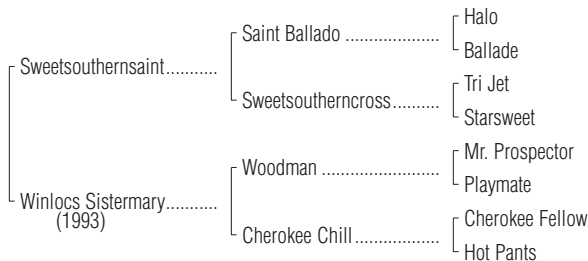 Halo
Saint Ballado ....................
Ballade
Sweetsouthernsaint...........
Tri Jet
Sweetsoutherncross..........
Starsweet
Mr. Prospector
Woodman .........................
Playmate
Winlocs Sistermary...........
(1993)
Cherokee Fellow
Cherokee Chill ..................
Hot Pants